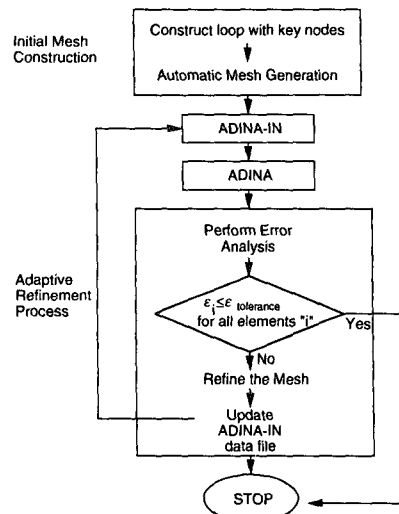 Initial Mesh
Construction
Construct loop with key nodes
Automatic Mesh Generation
ADINA-IN
ADINA
Adaptive
Refinement
Process
Perform Error
Analysis
εi≤ε tolerance
for all elements "i"
Yes
No
Refine the Mesh
Update
ADINA-IN
data file
STOP